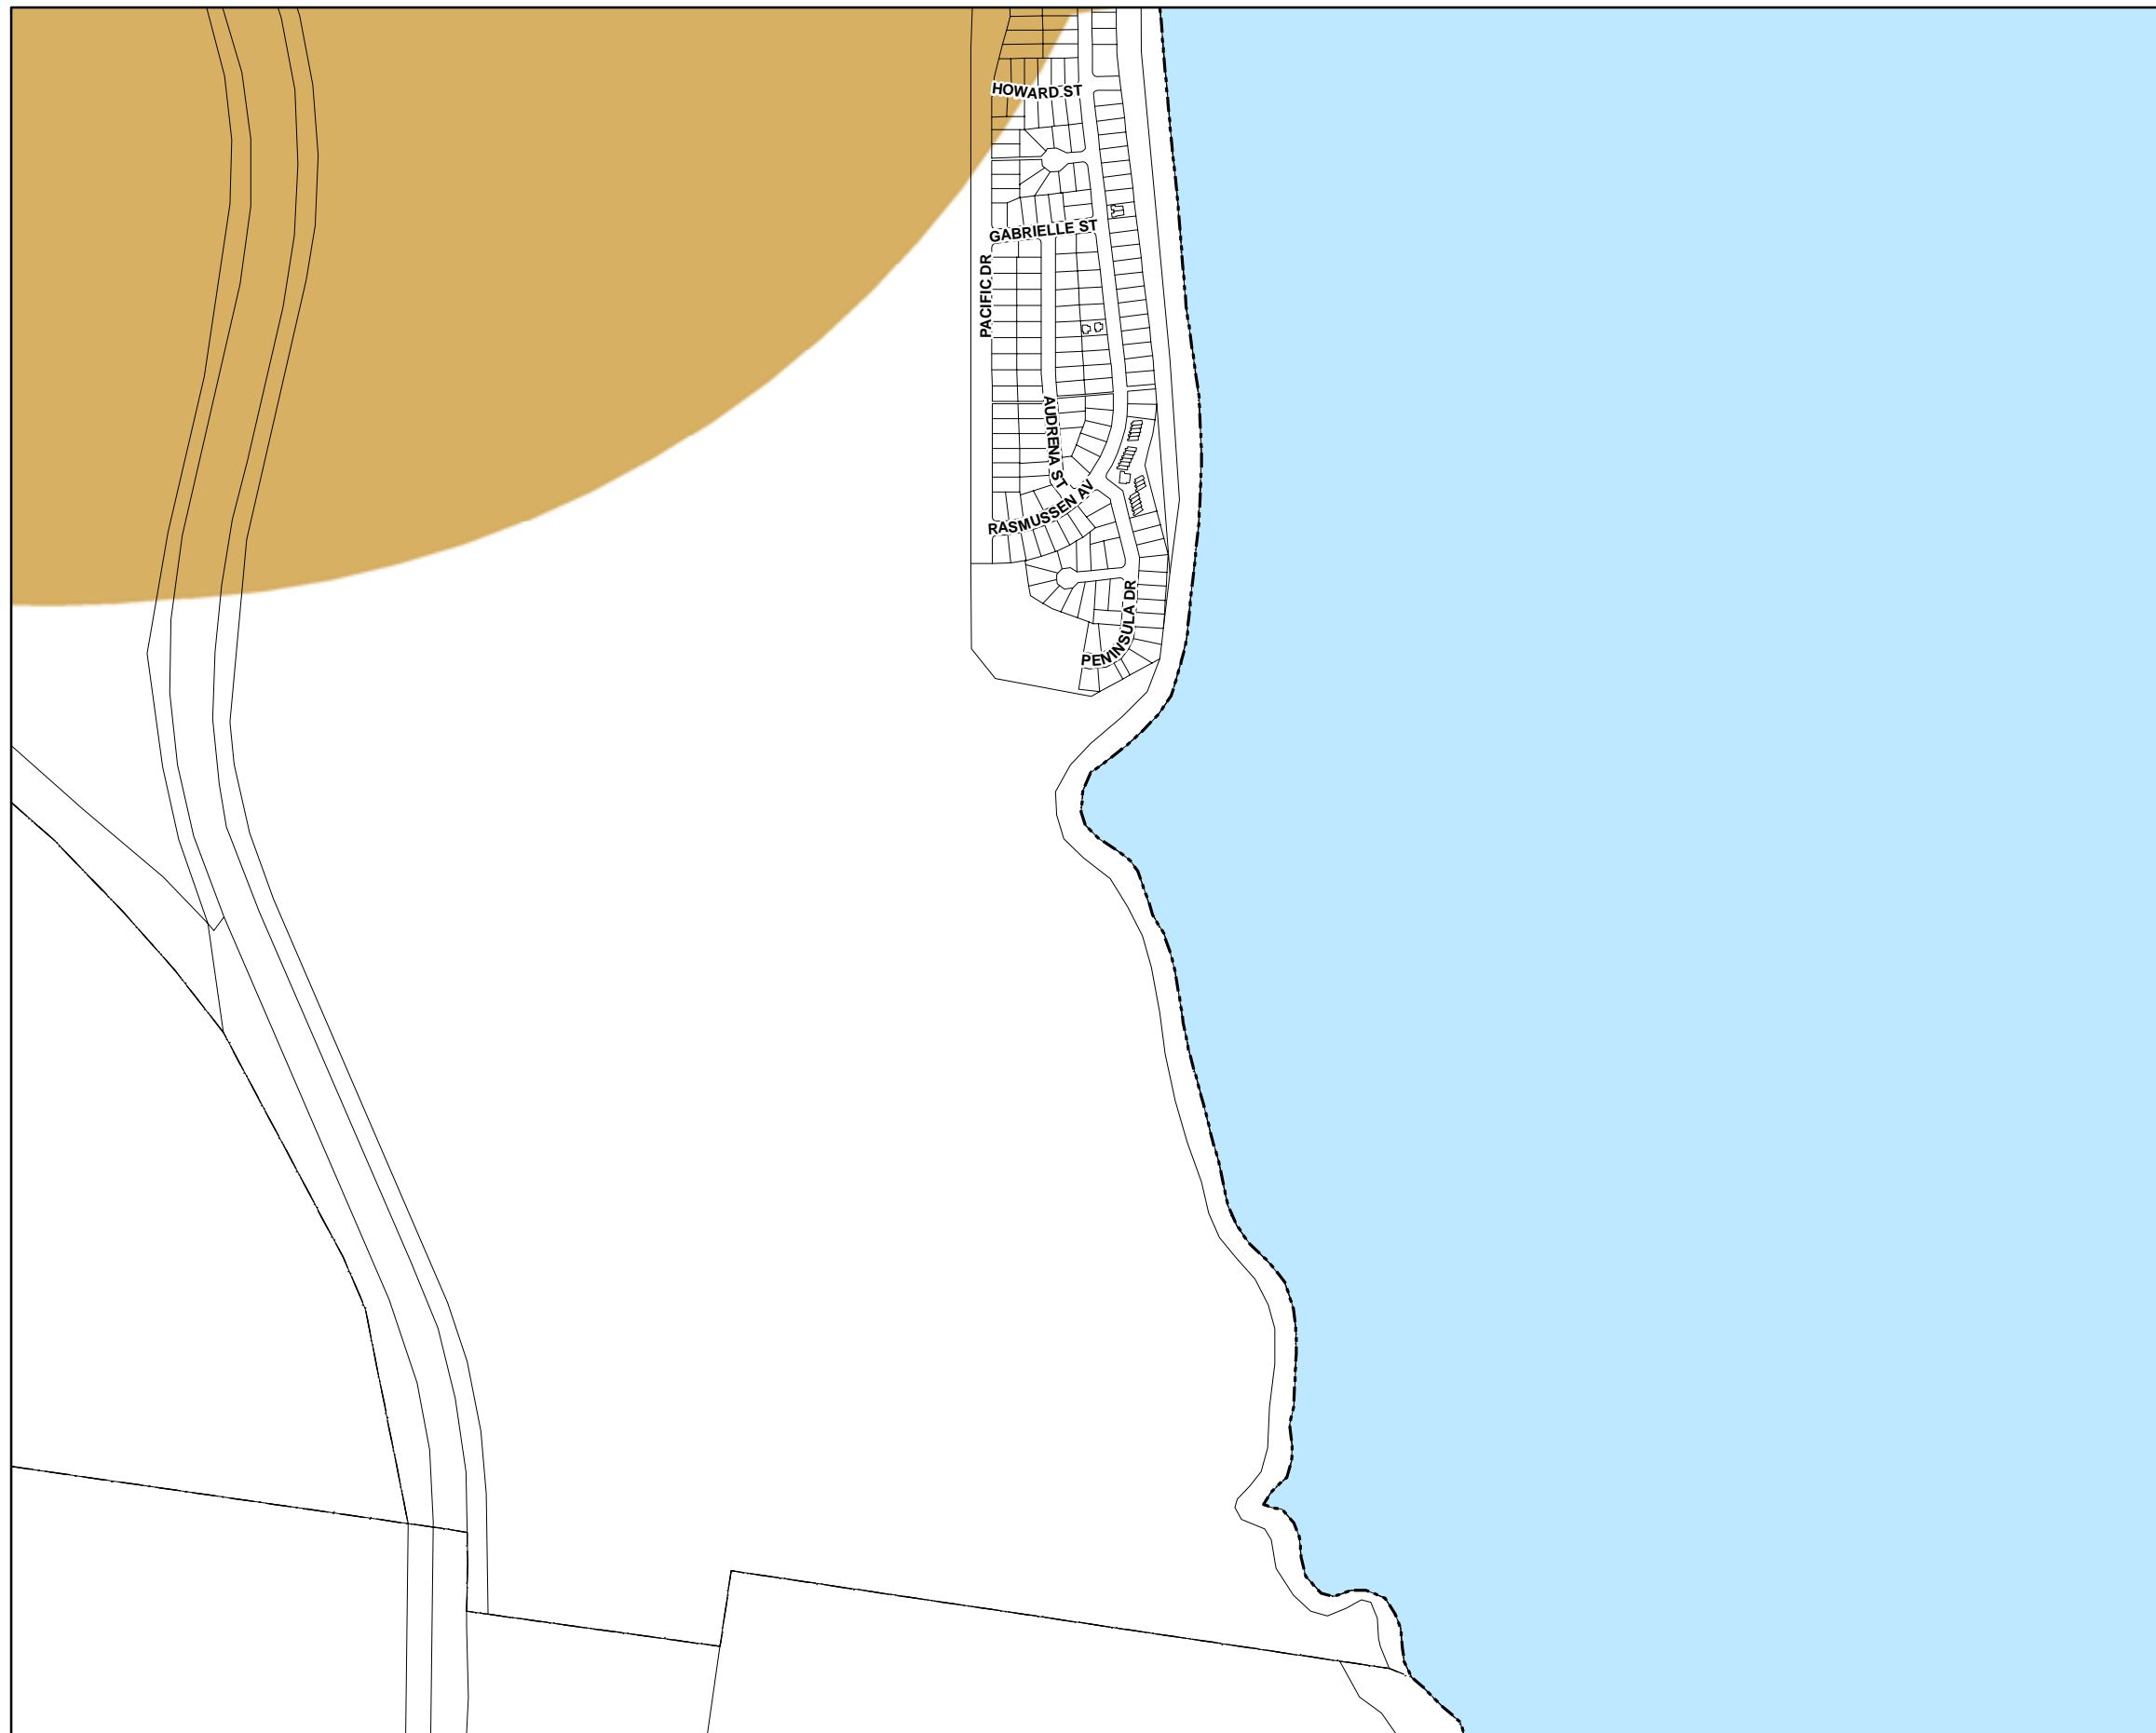 HOWARD ST
GABRIELLE ST
PACIFIC DR
AUDRENA ST
RASMUSSEN AV
PENINSULA DR